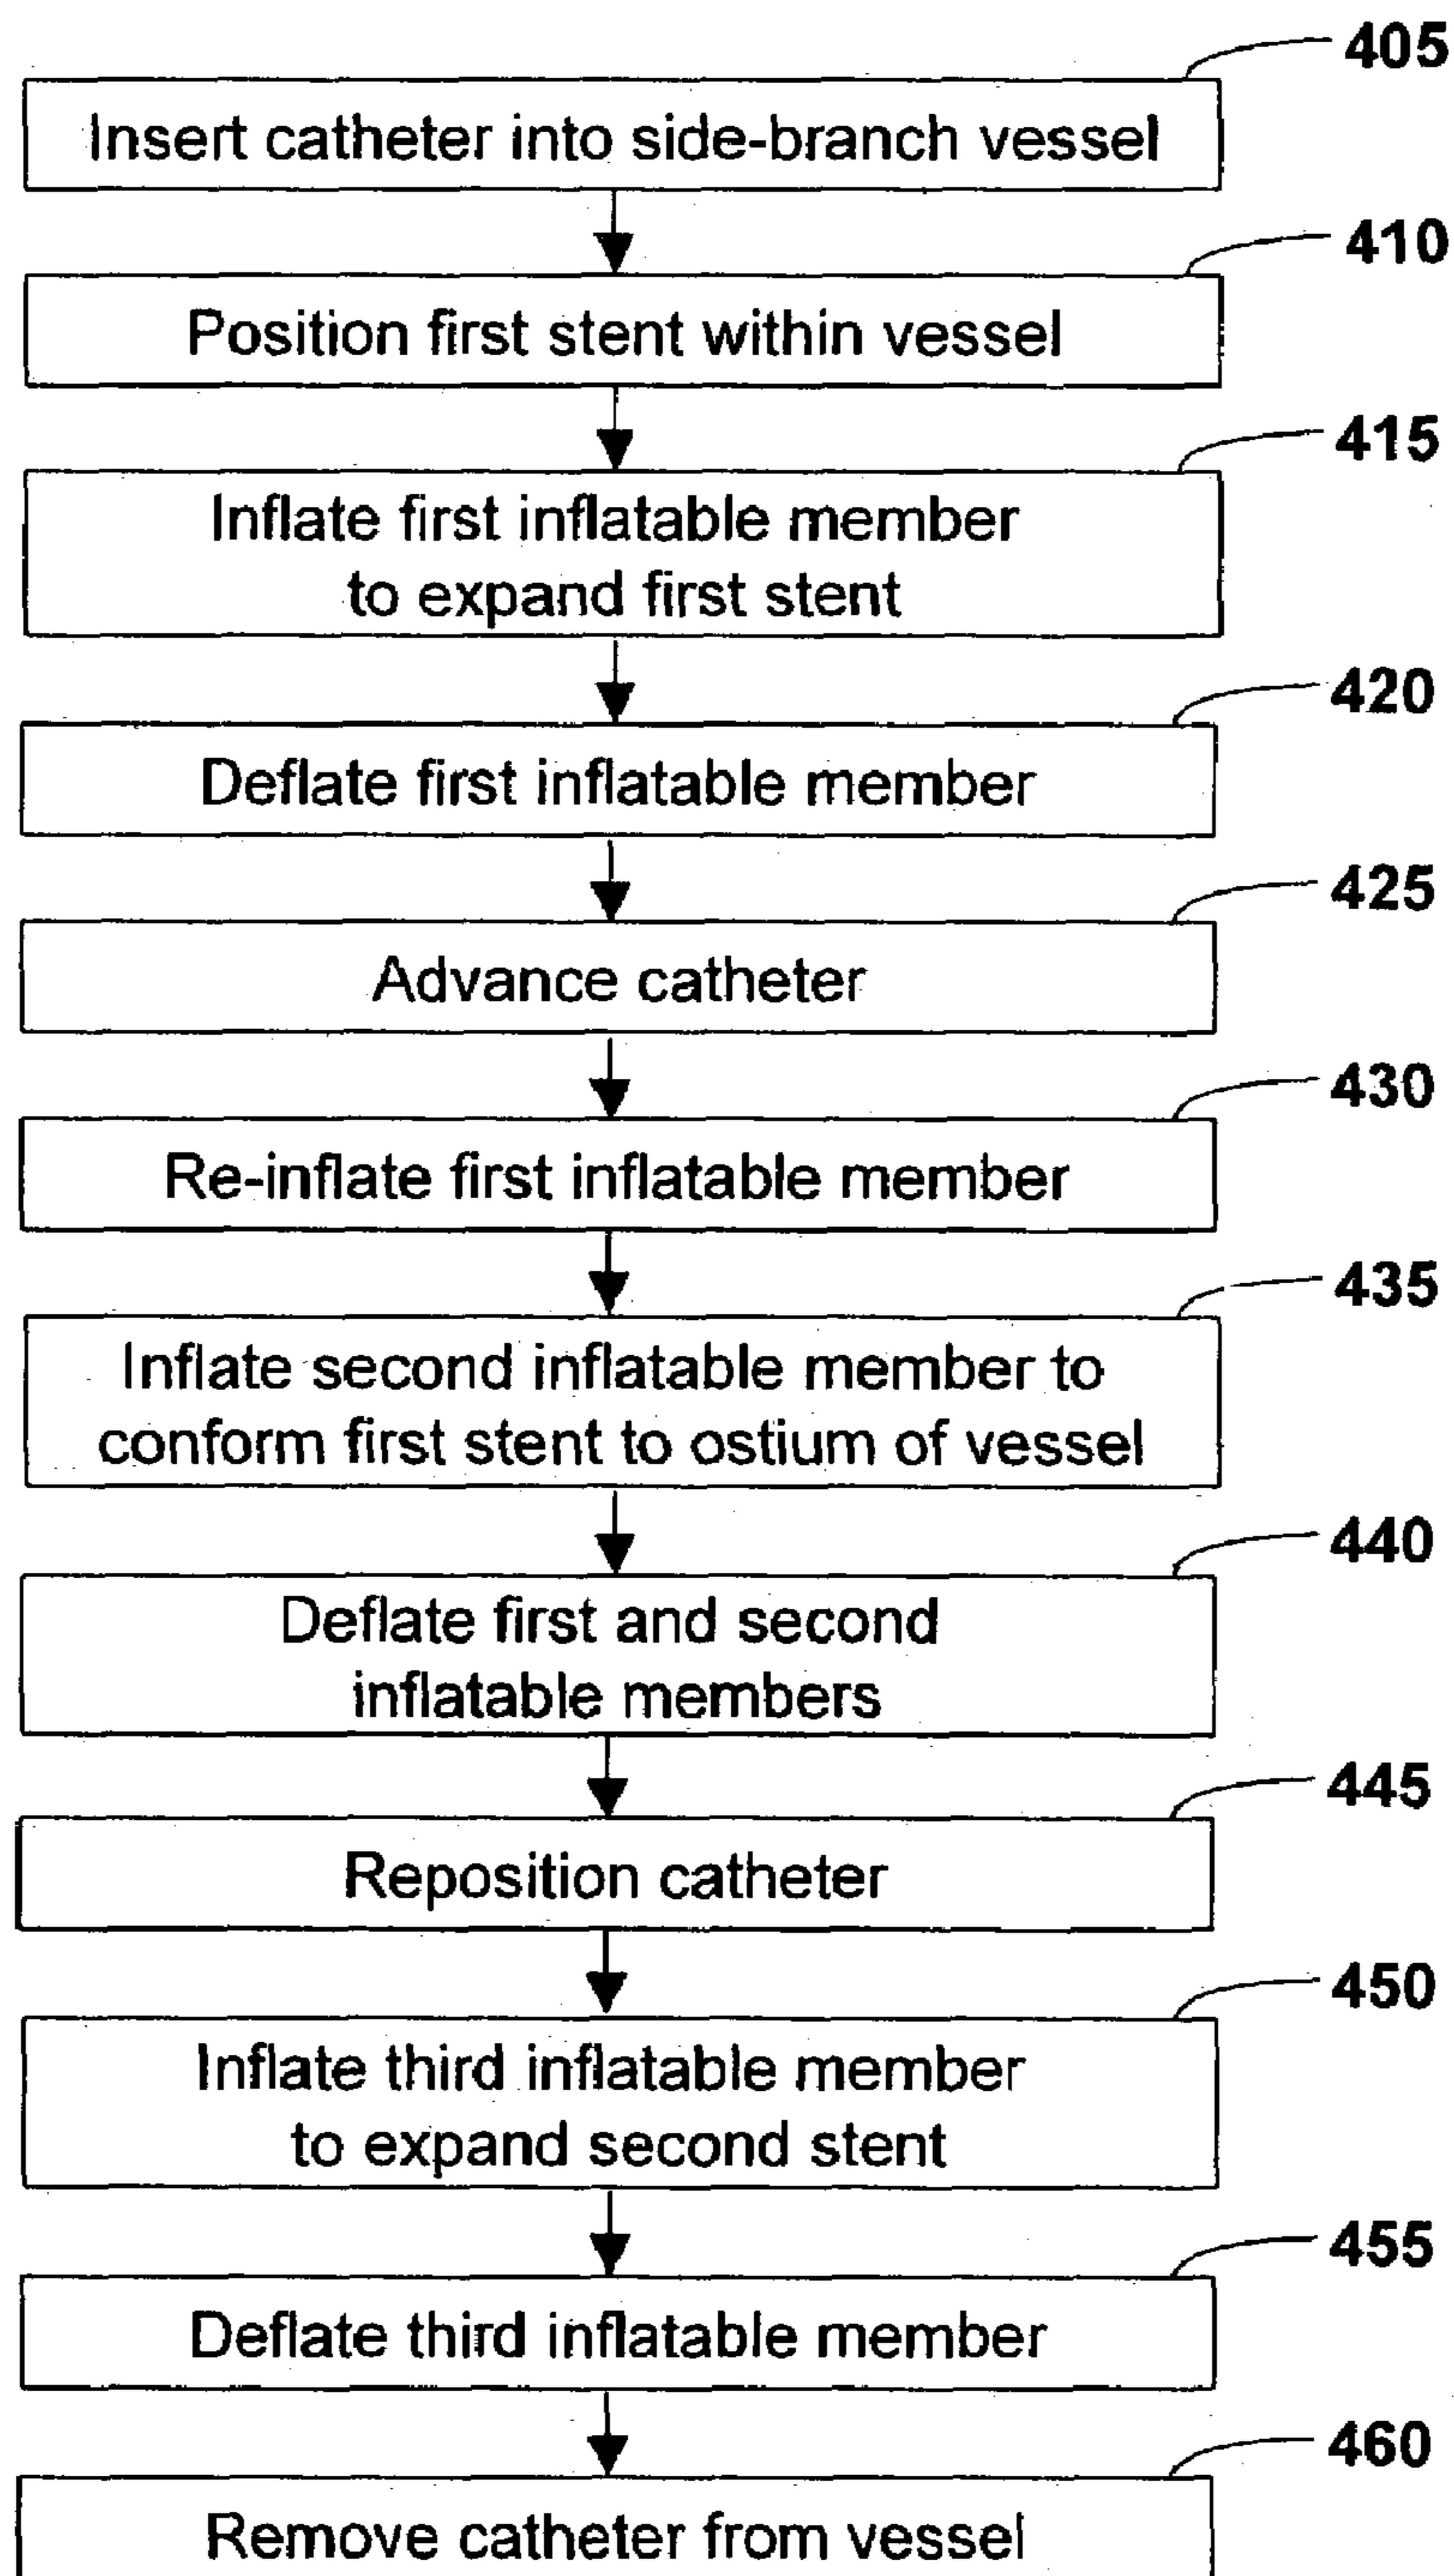 405
Insert catheter into side-branch vessel
410
Position first stent within vessel
415
Inflate first inflatable member
to expand first stent
420
Deflate first inflatable member
425
Advance catheter
430
Re-inflate first inflatable member
435
Inflate second inflatable member to
conform first stent to ostium of vessel
440
Deflate first and second
inflatable members
445
Reposition catheter
450
Inflate third inflatable member
to expand second stent
455
Deflate third inflatable member
460
Remove catheter from vessel